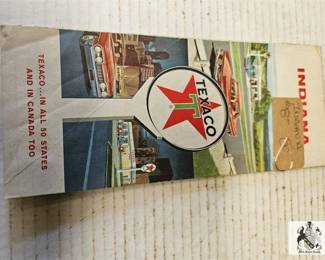 INDIANA
TEXACO
T
TEXACO...IN ALL 50 STATES
AND IN CANADA TOO